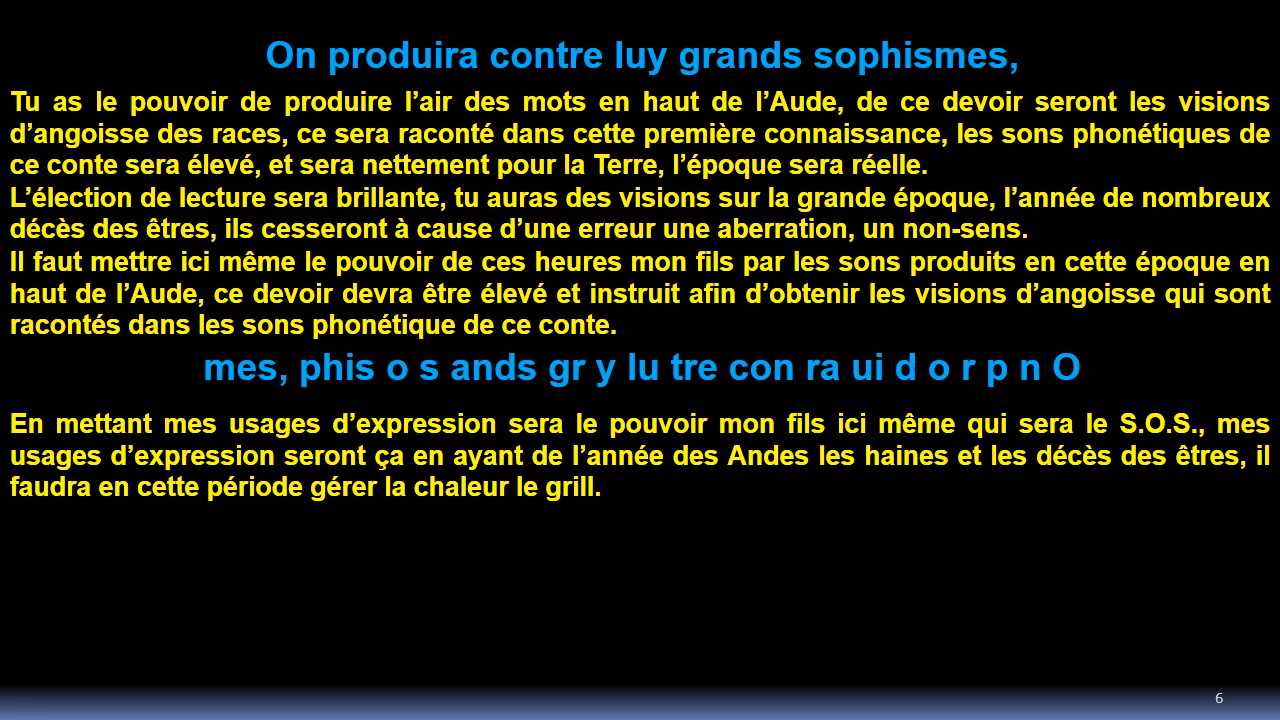 On produira contre luy grands sophismes,
Tu as le pouvoir de produire l’air des mots en haut de l’Aude, de ce devoir seront les visions
d’angoisse des races, ce sera raconté dans cette première connaissance, les sons phonétiques de
ce conte sera élevé, et sera nettement pour la Terre, l’époque sera réelle.
L’élection de lecture sera brillante, tu auras des visions sur la grande époque, l’année de nombreux
décès des êtres, ils cesseront à cause d’une erreur une aberration, un non-sens.
Il faut mettre ici même le pouvoir de ces heures mon fils par les sons produits en cette époque en
haut de l’Aude, ce devoir devra être élevé et instruit afin d’obtenir les visions d’angoisse qui sont
racontés dans les sons phonétique de ce conte.
mes, phis o s ands gr y lu tre con ra ui d o r p n O
En mettant mes usages d’expression sera le pouvoir mon fils ici même qui sera le S.O.S., mes
usages d’expression seront ça en ayant de l’année des Andes les haines et les décès des êtres, il
faudra en cette période gérer la chaleur le grill.
6